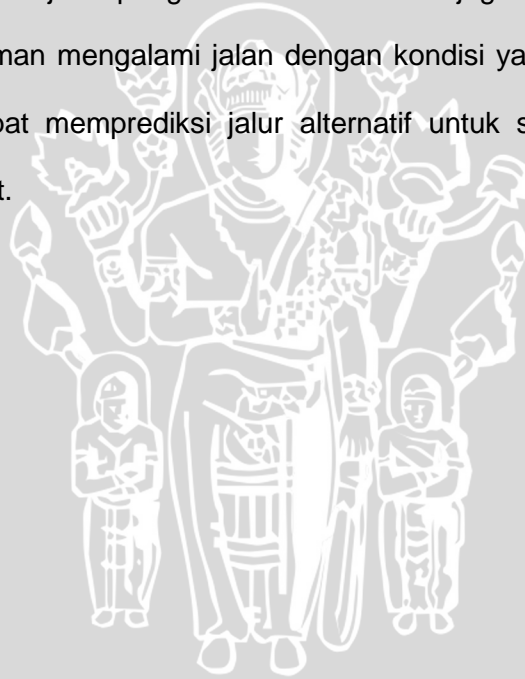 man mengalami jalan dengan kondisi ya
at memprediksi jalur alternatif untuk s
t.